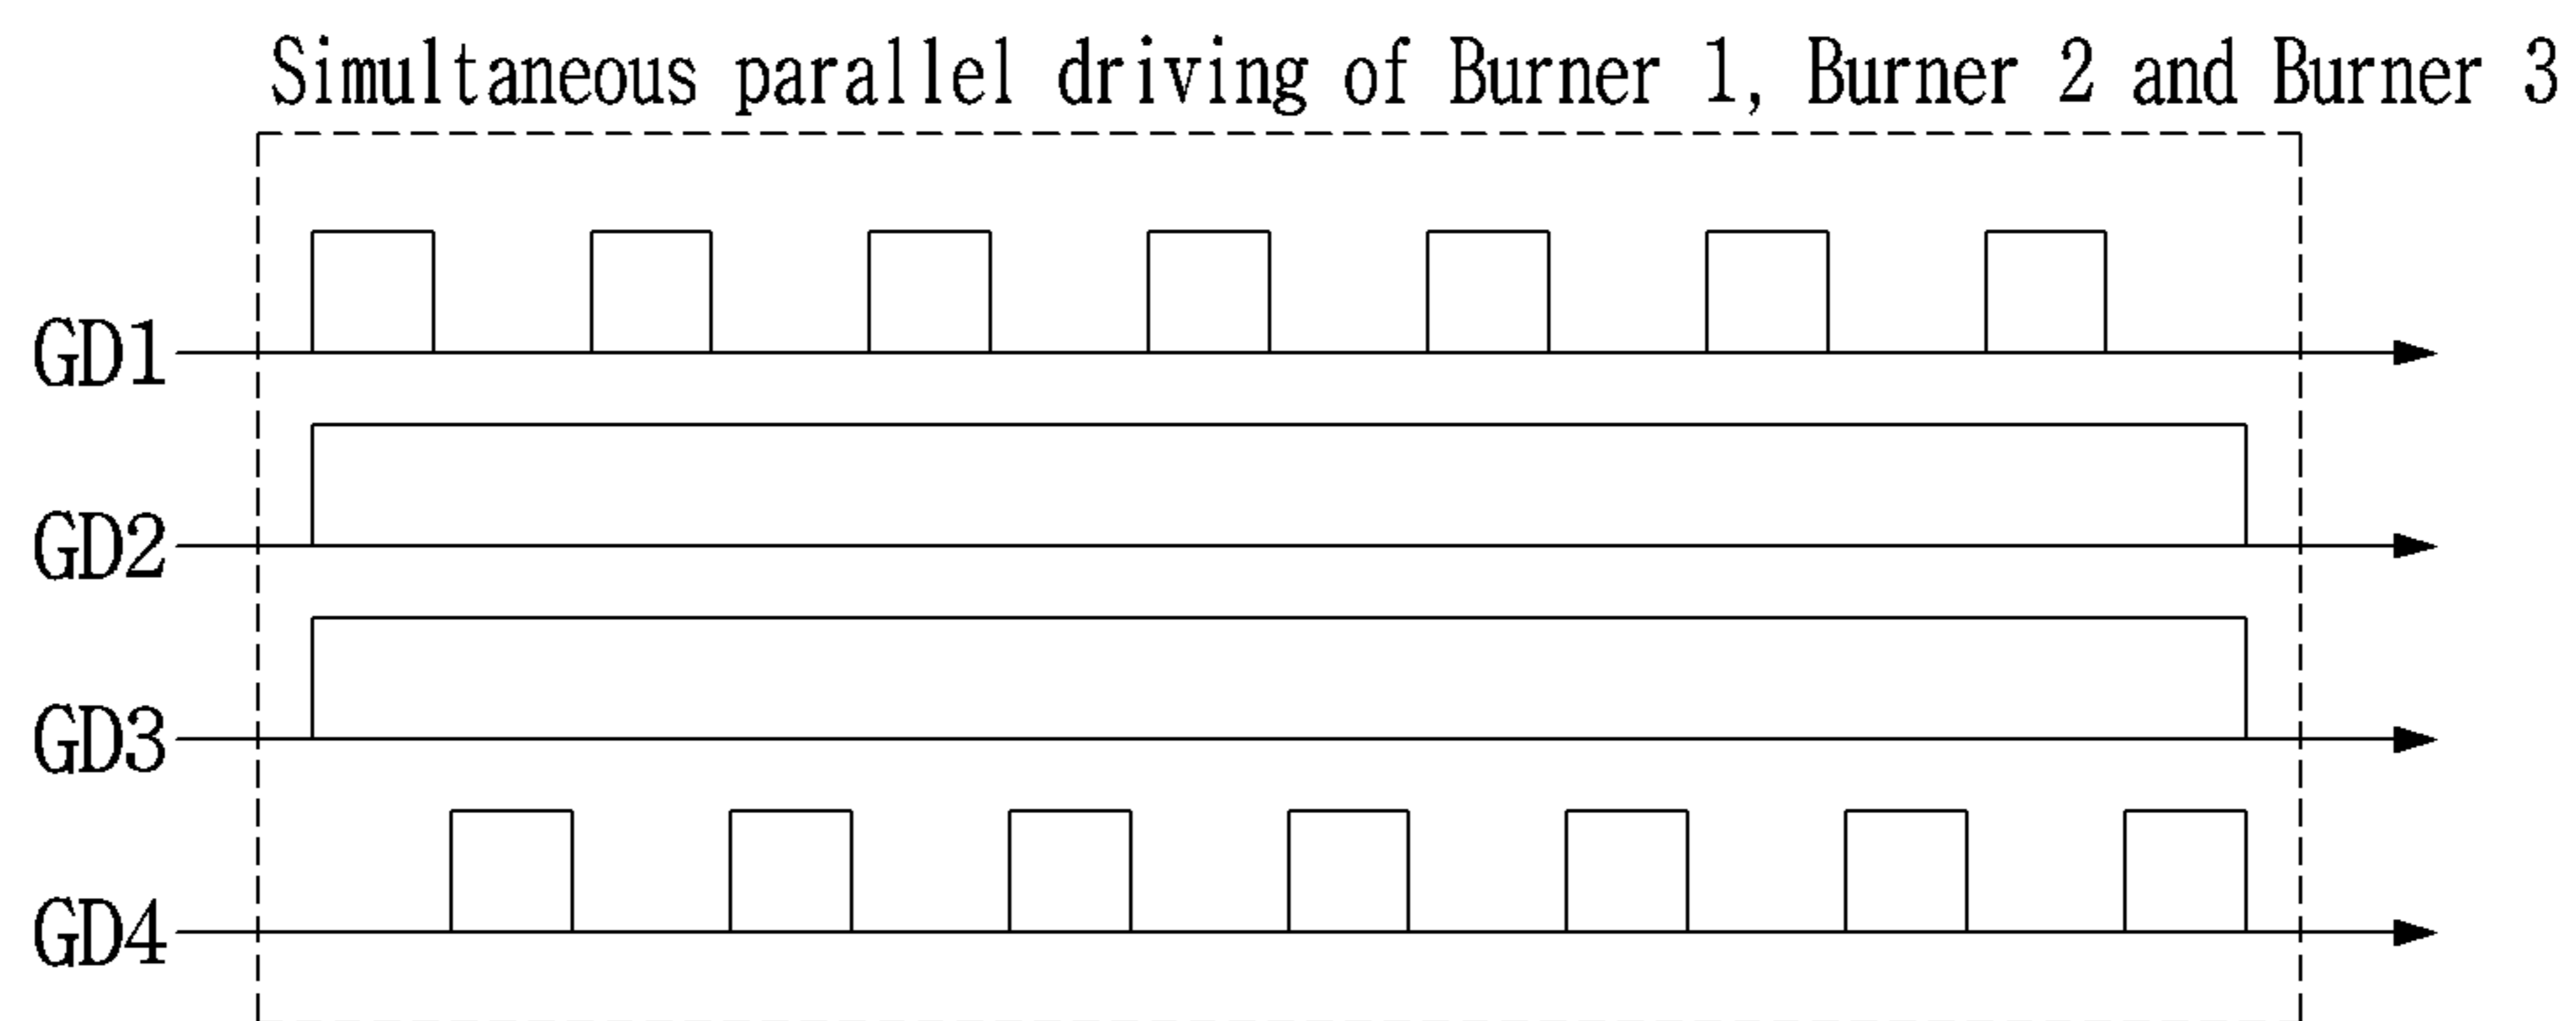 Simultaneous parallel driving of Burner 1, Burner 2 and Burner 3
GD1
GD2
GD3
GD4